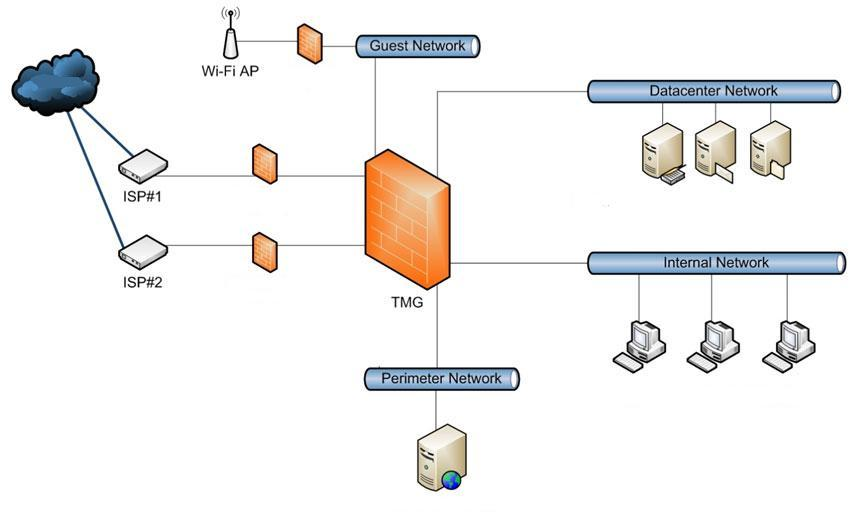 Guest Network
Wi-Fi AP
Datacenter Network
ISP#1
Internal Network
ISP#2
TMG
Perimeter Network